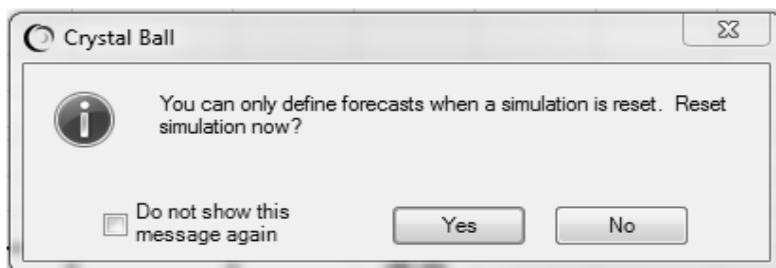 Crystal Ball
You can only define forecasts when a simulation is reset.  Reset
simulation now?
Do not show this
message again
Yes
No